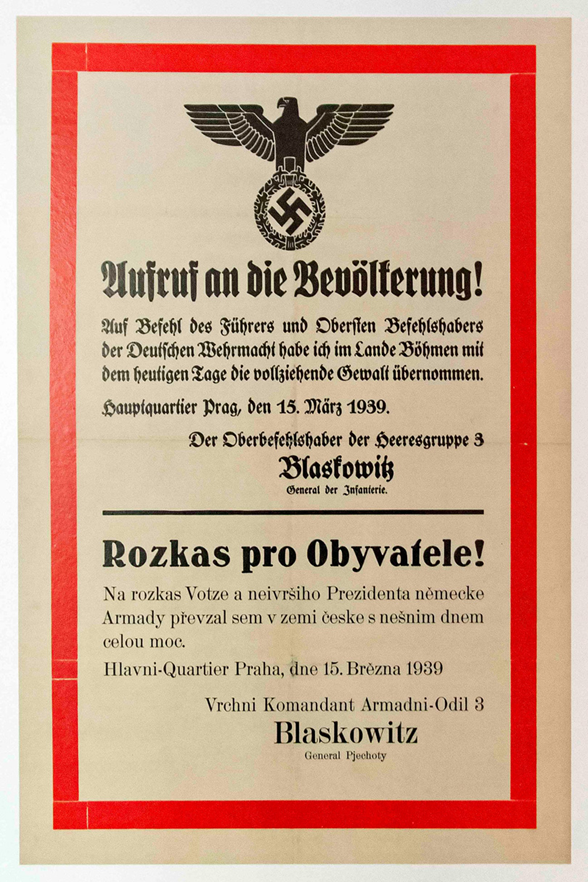 Aufruf an die Bevölkerung!
Auf Befehl des Führers und Obersten Befehlshabers
der Deutschen Wehrmacht habe ich im Lande Böhmen mit
dem heutigen Tage die vollziehende Gewalt übernommen.
Hauptquartier Prag, den 15. März 1939.
Der Oberbefehlshaber der Heeresgruppe 3
Blaskowitz
General der Infanterie.
Rozkas pro Obyvatele!
Na rozkas Votze a neivršiho Prezidenta německe
Armady převzal sem v zemi česke s nešnim dnem
celou moc.
Hlavni-Quartier Praha, dne 15. Března 1939
Vrchni Komandant Armadni-Odil 3
Blaskowitz
General Pjechoty